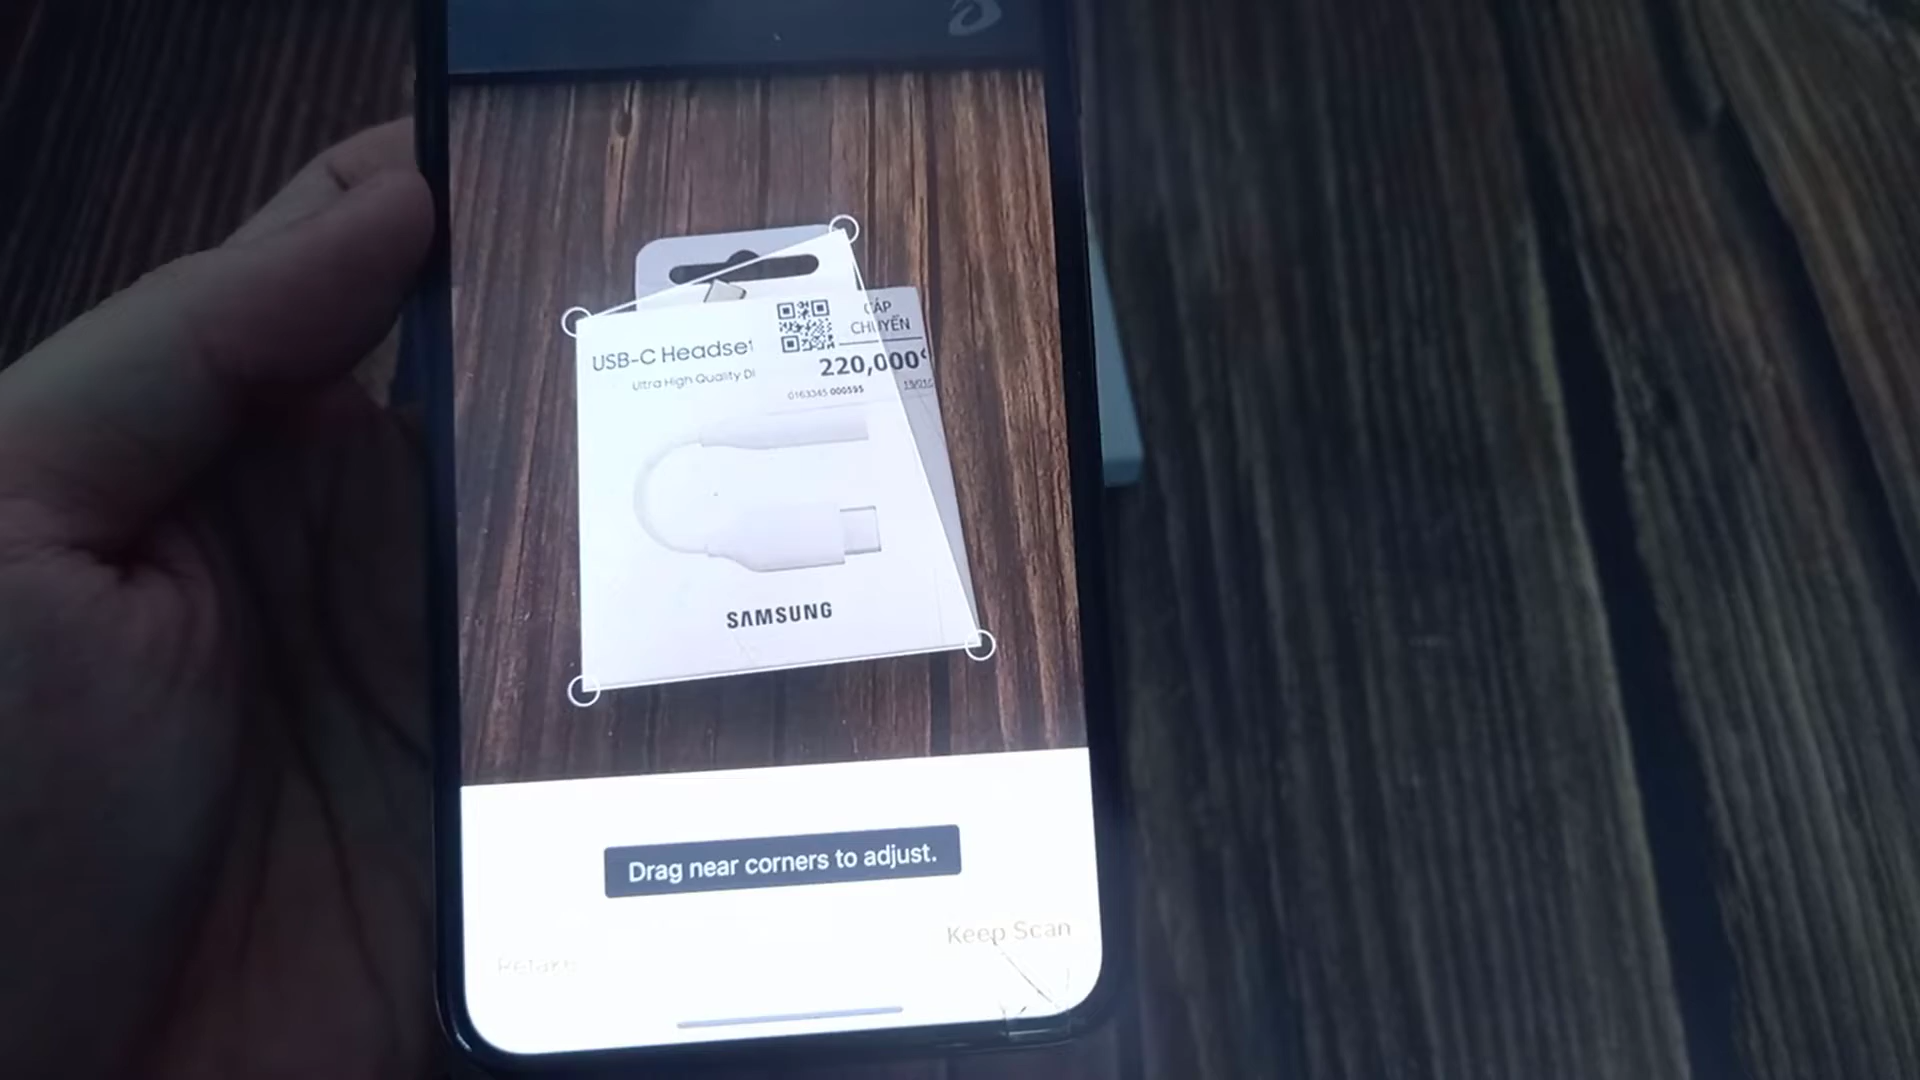 CÁP
CHUYỂN
USB-C Headset
220,000₫
Ultra High Quality
0163345 000595
SAMSUNG
Drag near corners to adjust.
Keep Scan
Retake